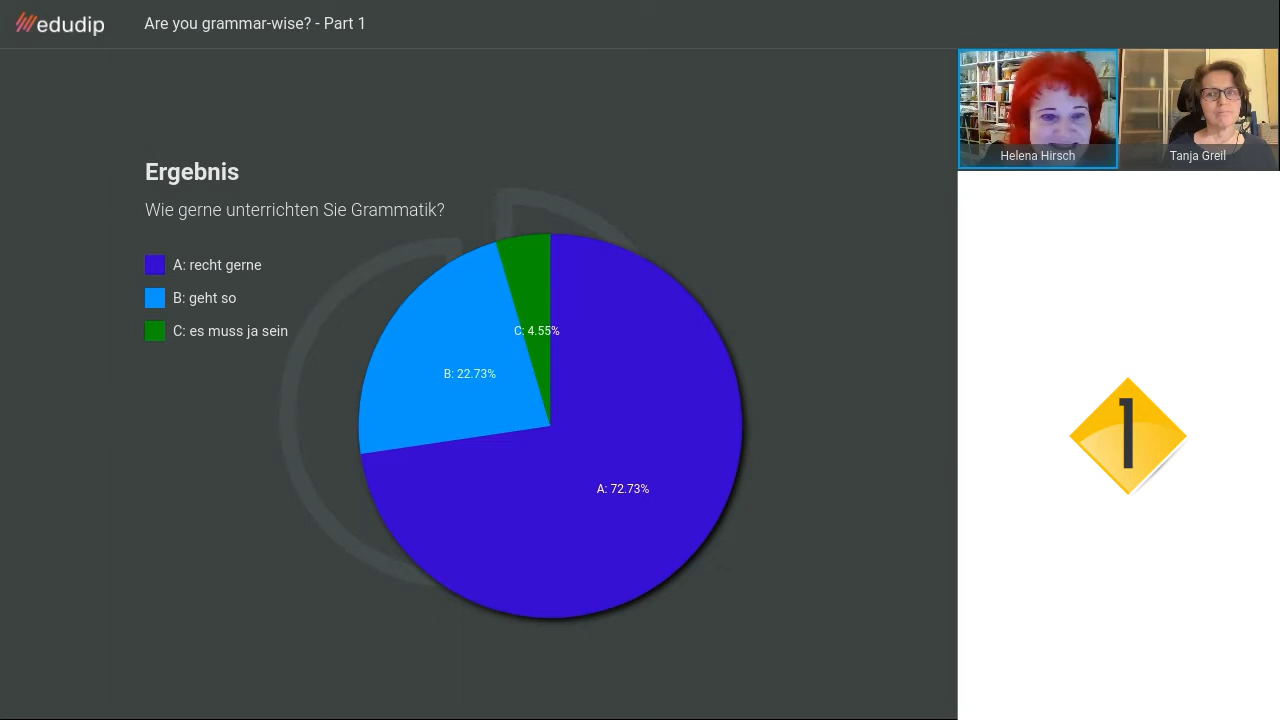 edudip
Are you grammar-wise? - Part 1
Helena Hirsch
Tanja Greil
Ergebnis
Wie gerne unterrichten Sie Grammatik?
A: recht gerne
B: geht so
C: es muss ja sein
C: 4.55%
B: 22.73%
A: 72.73%
1